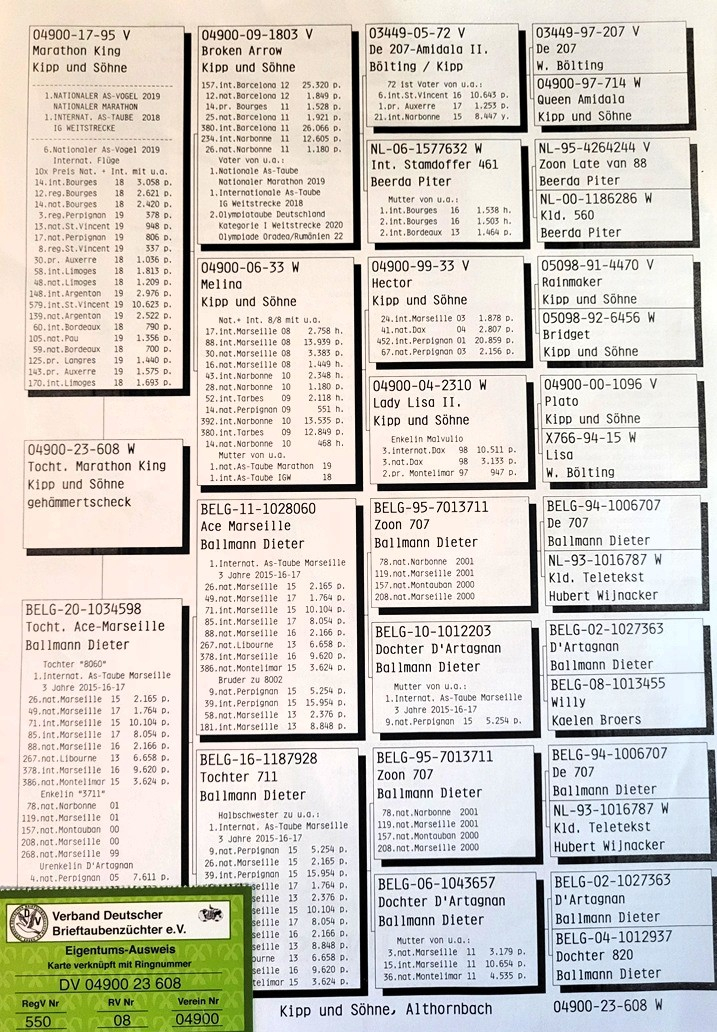 04900-17-95 V
Marathon King
Kipp und Söhne
1.NATIONALER AS-VOGEL 2019
NATIONALER MARATHON
1.INTERNAT. AS-TAUBE 2018
IG WEITSTRECKE
6.Nationaler As-Vogel 2019
Internat. Flüge
10x Preis Nat. + Int. mit u.a.
14.int.Bourges 18 3.058 p.
12.reg.Bourges 18 2.621 p.
14.nat.Bourges 18 2.420 p.
3.reg.Perpignan 18 378 p.
13.nat.St.Vincent 19 948 p.
17.nat.Perpignan 18 806 p.
8.reg.St.Vincent 19 337 p.
30.pr. Auxerre 18 1.036 p.
58.int.Limoges 18 1.813 p.
48.nat.Limoges 18 1.209 p.
148.int.Argenton 19 2.976 p.
579.int.St.Vincent 19 10.623 p.
139.nat.Argenton 19 2.522 p.
60.int.Bordeaux 18 790 p.
105.nat.Pau 19 1.356 p.
59.nat.Bordeaux 18 700 p.
125.pr. Langres 19 1.440 p.
143.pr. Auxerre 19 1.575 p.
170.int.Limoges 18 1.693 p.
04900-23-608 W
Tocht. Marathon King
Kipp und Söhne
gehämmertscheck
BELG-20-1034598
Tocht. Ace-Marseille
Ballmann Dieter
Tochter "8060"
1.Internat. As-Taube Marseille
3 Jahre 2015-16-17
26.nat.Marseille 15 2.165 p.
49.nat.Marseille 17 1.764 p.
71.int.Marseille 15 10.104 p.
85.int.Marseille 17 8.054 p.
88.nat.Marseille 16 2.166 p.
267.nat.Libourne 13 6.658 p.
378.int.Marseille 16 9.620 p.
386.nat.Montelimar 15 3.624 p.
Enkelin "3711"
78.nat.Narbonne 01
119.nat.Marseille 01
157.nat.Montauban 00
208.nat.Marseille 00
268.nat.Marseille 99
Urenkelin D'Artagnan
4.nat.Perpignan 05 7.611 p.
04900-09-1803 V
Broken Arrow
Kipp und Söhne
157.int.Barcelona 12 25.320 p.
12.nat.Barcelona 12 1.849 p.
14.pr. Bourges 11 1.528 p.
25.nat.Barcelona 11 1.921 p.
380.int.Barcelona 11 26.066 p.
234.int.Narbonne 11 12.605 p.
26.nat.Narbonne 11 1.180 p.
Vater von u.a.:
1.Nationale As-Taube
Nationaler Marathon 2019
1.Internationale As-Taube
IG Weitstrecke 2018
2.Olympiataube Deutschland
Kategorie I Weitstrecke 2020
Olympiade Oradea/Rumänien 22
04900-06-33 W
Melina
Kipp und Söhne
Nat.+ Int. 8/8 mit u.a.
17.int.Marseille 08 2.758 h.
88.int.Marseille 08 13.939 p.
30.nat.Marseille 08 3.383 p.
16.nat.Marseille 08 1.449 h.
43.int.Narbonne 10 2.348 h.
28.nat.Narbonne 10 1.180 p.
52.int.Tarbes 09 2.118 h.
14.nat.Perpignan 09 551 h.
392.int.Narbonne 10 13.535 p.
380.int.Tarbes 09 12.849 p.
14.nat.Narbonne 10 468 h.
Mutter von u.a.:
1.nat.As-Taube Marathon 19
1.int.As-Taube IGW 18
BELG-11-1028060
Ace Marseille
Ballmann Dieter
1.Internat. As-Taube Marseille
3 Jahre 2015-16-17
26.nat.Marseille 15 2.165 p.
49.nat.Marseille 17 1.764 p.
71.int.Marseille 15 10.104 p.
85.int.Marseille 17 8.054 p.
88.nat.Marseille 16 2.166 p.
267.nat.Libourne 13 6.658 p.
378.int.Marseille 16 9.620 p.
386.nat.Montelimar 15 3.624 p.
Bruder zu 8002
9.nat.Perpignan 15 5.254 p.
39.int.Perpignan 15 15.954 p.
58.nat.Marseille 13 2.376 p.
181.int.Marseille 13 8.848 p.
BELG-16-1187928
Tochter 711
Ballmann Dieter
Halbschwester zu u.a.:
1.Internat. As-Taube Marseille
3 Jahre 2015-16-17
9.nat.Perpignan 15 5.254 p.
26.nat.Marseille 15 2.165 p.
39.int.Perpignan 15 15.954 p.
17 1.764 p.
13 2.376 p.
15 10.104 p.
17 8.054 p.
16 2.166 p.
13 8.848 p.
13 6.658 p.
16 9.620 p.
15 3.624 p.
03449-05-72 V
De 207-Amidala II.
Bölting / Kipp
72 ist Vater von u.a.:
6.int.St.Vincent 16 10.643 p.
1.pr. Auxerre 17 1.253 p.
21.int.Narbonne 15 8.447 y.
NL-06-1577632 W
Int. Stamdoffer 461
Beerda Piter
Mutter von u.a.:
1.int.Bourges 16 1.538 h.
2.int.Bourges 16 1.503 h.
2.int.Bordeaux 13 1.464 p.
04900-99-33 V
Hector
Kipp und Söhne
24.int.Marseille 03 1.878 p.
41.nat.Dax 04 2.807 p.
452.int.Perpignan 01 20.859 p.
67.nat.Perpignan 03 2.156 p.
04900-04-2310 W
Lady Lisa II.
Kipp und Söhne
Enkelin Malvulio
3.internat.Dax 98 10.511 p.
3.nat.Dax 98 3.133 p.
2.pr. Montelimar 97 947 p.
BELG-95-7013711
Zoon 707
Ballmann Dieter
78.nat.Narbonne 2001
119.nat.Marseille 2001
157.nat.Montauban 2000
208.nat.Marseille 2000
BELG-10-1012203
Dochter D'Artagnan
Ballmann Dieter
Mutter von u.a.:
1.Internat. As-Taube Marseille
3 Jahre 2015-16-17
9.nat.Perpignan 15 5.254 p.
BELG-95-7013711
Zoon 707
Ballmann Dieter
78.nat.Narbonne 2001
119.nat.Marseille 2001
157.nat.Montauban 2000
208.nat.Marseille 2000
BELG-06-1043657
Dochter D'Artagnan
Ballmann Dieter
Mutter von u.a.:
3.nat.Marseille 11 3.179 p.
15.int.Marseille 11 10.654 p.
36.nat.Montelimar 11 4.535 p.
03449-97-207 V
De 207
W. Bölting
04900-97-714 W
Queen Amidala
Kipp und Söhne
NL-95-4264244 V
Zoon Late van 88
Beerda Piter
NL-00-1186286 W
Kld. 560
Beerda Piter
05098-91-4470 V
Rainmaker
Kipp und Söhne
05098-92-6456 W
Bridget
Kipp und Söhne
04900-00-1096 V
Plato
Kipp und Söhne
X766-94-15 W
Lisa
W. Bölting
BELG-94-1006707
De 707
Ballmann Dieter
NL-93-1016787 W
Kld. Teletekst
Hubert Wijnacker
BELG-02-1027363
D'Artagnan
Ballmann Dieter
BELG-08-1013455
Willy
Kaelen Broers
BELG-94-1006707
De 707
Ballmann Dieter
NL-93-1016787 W
Kld. Teletekst
Hubert Wijnacker
BELG-02-1027363
D'Artagnan
Ballmann Dieter
BELG-04-1012937
Dochter 820
Ballmann Dieter
Verband Deutscher
Brieftaubenzüchter e.V.
Eigentums-Ausweis
Karte verknüpft mit Ringnummer
DV 04900 23 608
RegV Nr RV Nr Verein Nr
550 08 04900
Kipp und Söhne, Althornbach
04900-23-608 W